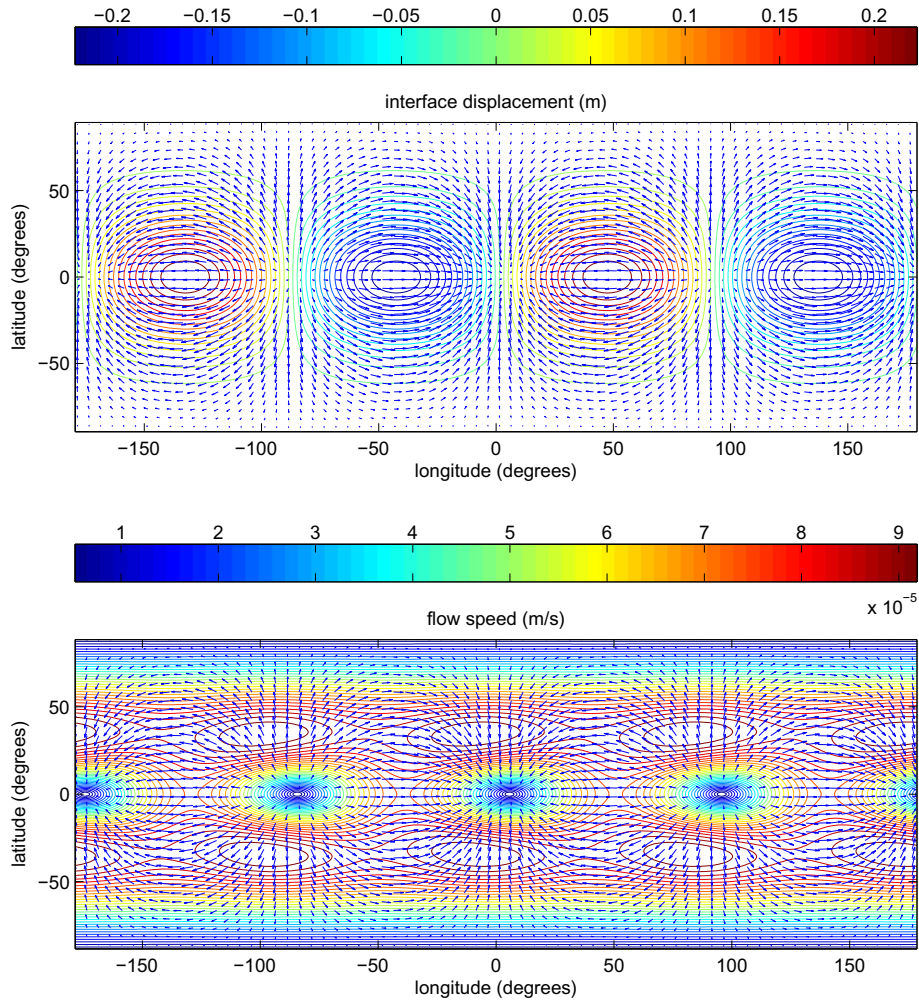 −0.2 −0.15 −0.1 −0.05 0 0.05 0.1 0.15 0.2
interface displacement (m)
50
0
−50
latitude (degrees)
−150 −100 −50 0 50 100 150
longitude (degrees)
1 2 3 4 5 6 7 8 9
x 10⁻⁵
flow speed (m/s)
50
0
−50
latitude (degrees)
−150 −100 −50 0 50 100 150
longitude (degrees)